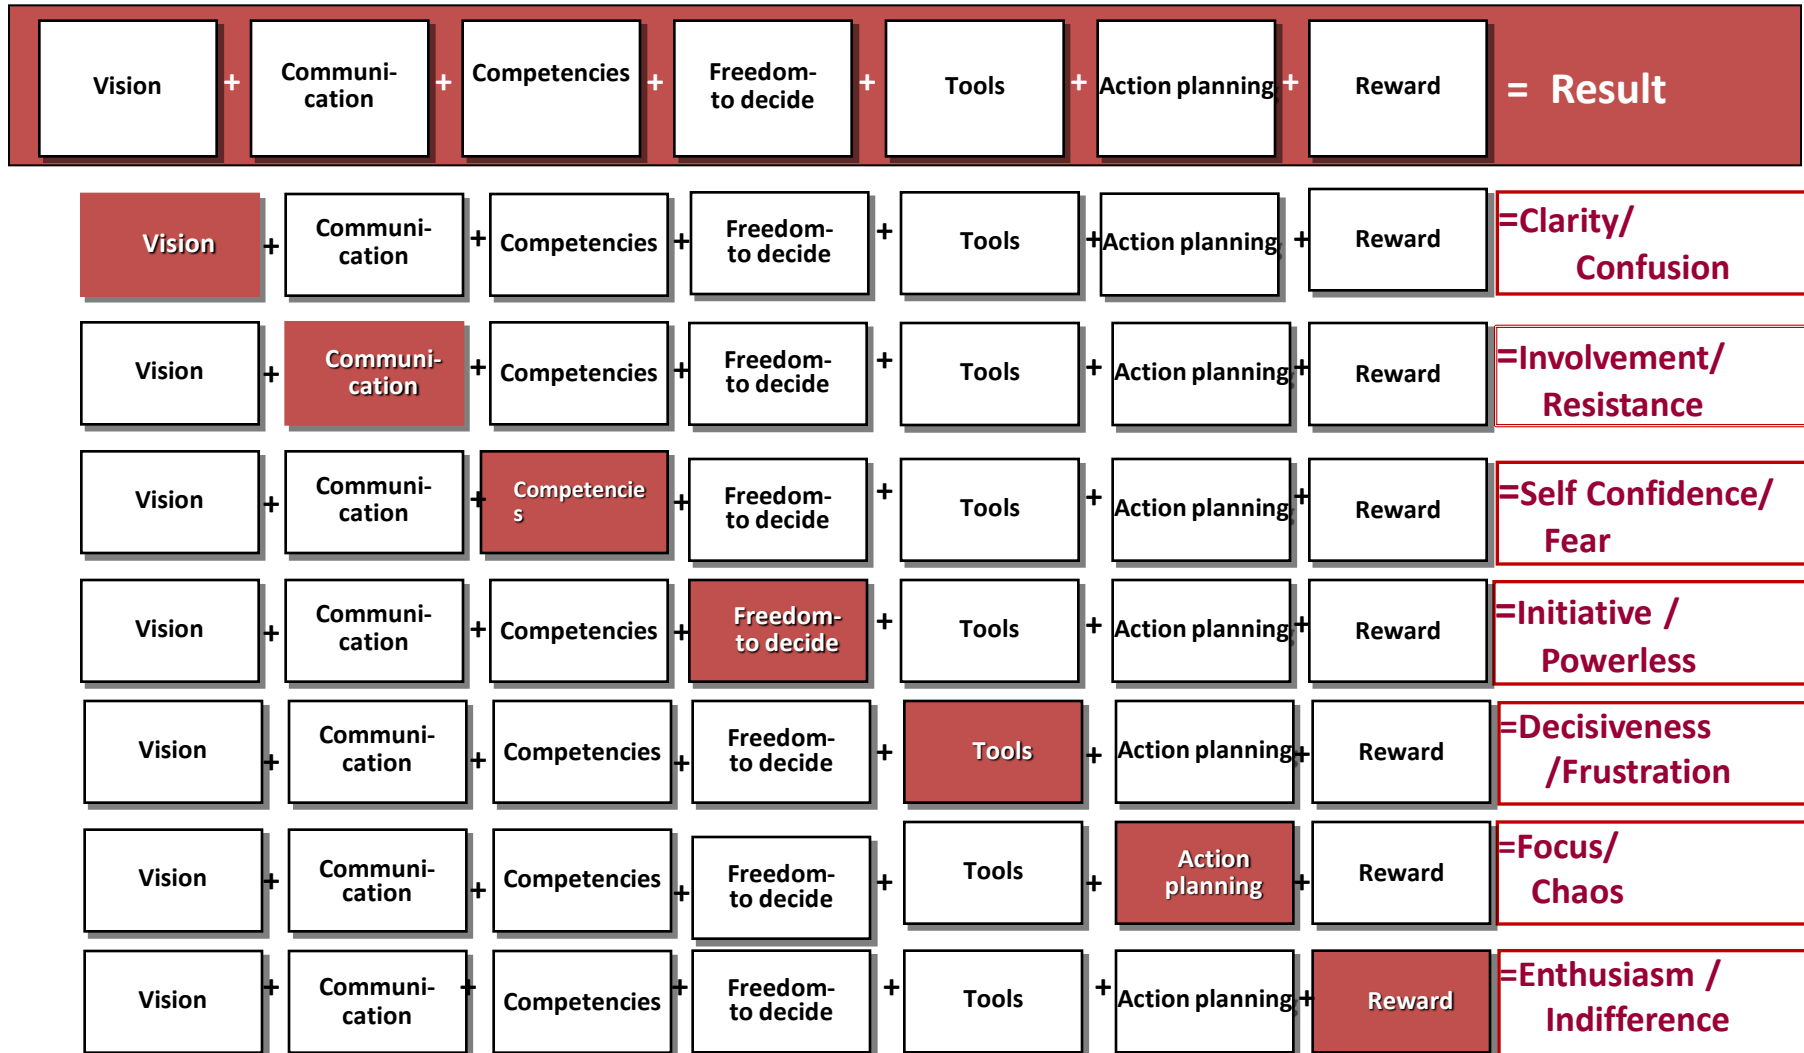 Vision + Communi- + Competencies + Freedom- + Tools + Action planning + Reward = Result
cation to decide
Vision + Communi- + Competencies + Freedom- + Tools + Action planning + Reward =Clarity/
cation to decide Confusion
Vision + Communi- + Competencies + Freedom- + Tools + Action planning + Reward =Involvement/
cation to decide Resistance
Vision + Communi- + Competencie + Freedom- + Tools + Action planning + Reward =Self Confidence/
cation s to decide Fear
Vision + Communi- + Competencies + Freedom- + Tools + Action planning + Reward =Initiative /
cation to decide Powerless
Vision + Communi- + Competencies + Freedom- + Tools + Action planning + Reward =Decisiveness
cation to decide /Frustration
Vision + Communi- + Competencies + Freedom- + Tools + Action + Reward =Focus/
cation to decide planning Chaos
Vision + Communi- + Competencies + Freedom- + Tools + Action planning + Reward =Enthusiasm /
cation to decide Indifference